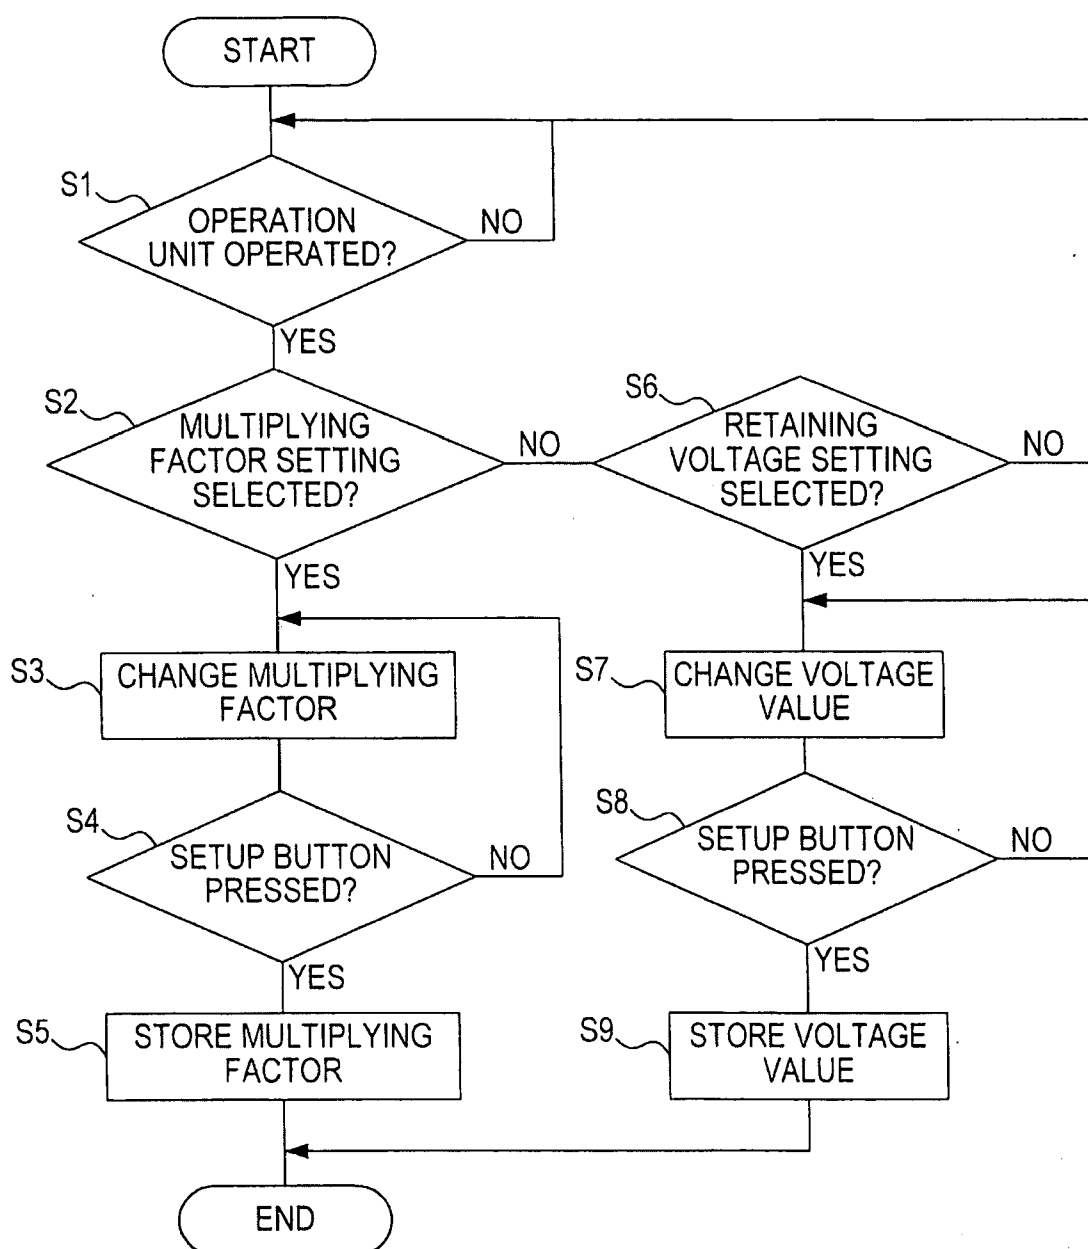 START
S1
OPERATION
UNIT OPERATED?
NO
YES
S2
MULTIPLYING
FACTOR SETTING
SELECTED?
NO
YES
S6
RETAINING
VOLTAGE SETTING
SELECTED?
NO
YES
S3
CHANGE MULTIPLYING
FACTOR
S7
CHANGE VOLTAGE
VALUE
S4
SETUP BUTTON
PRESSED?
NO
YES
S8
SETUP BUTTON
PRESSED?
NO
YES
S5
STORE MULTIPLYING
FACTOR
S9
STORE VOLTAGE
VALUE
END